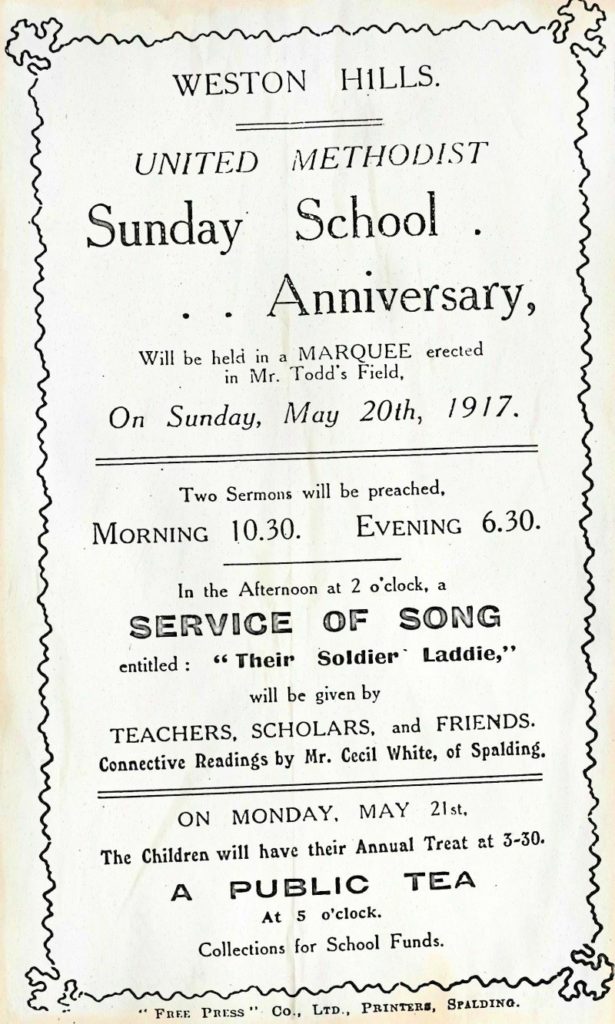 WESTON HILLS.
UNITED METHODIST
Sunday School .
. . Anniversary,
Will be held in a MARQUEE erected
in Mr. Todd's Field,
On Sunday, May 20th, 1917.
Two Sermons will be preached,
MORNING 10.30. EVENING 6.30.
In the Afternoon at 2 o'clock, a
SERVICE OF SONG
entitled : "Their Soldier Laddie,"
will be given by
TEACHERS, SCHOLARS, and FRIENDS.
Connective Readings by Mr. Cecil White, of Spalding.
ON MONDAY, MAY 21st,
The Children will have their Annual Treat at 3-30.
A PUBLIC TEA
At 5 o'clock.
Collections for School Funds.
"FREE PRESS" CO., LTD., PRINTERS, SPALDING.